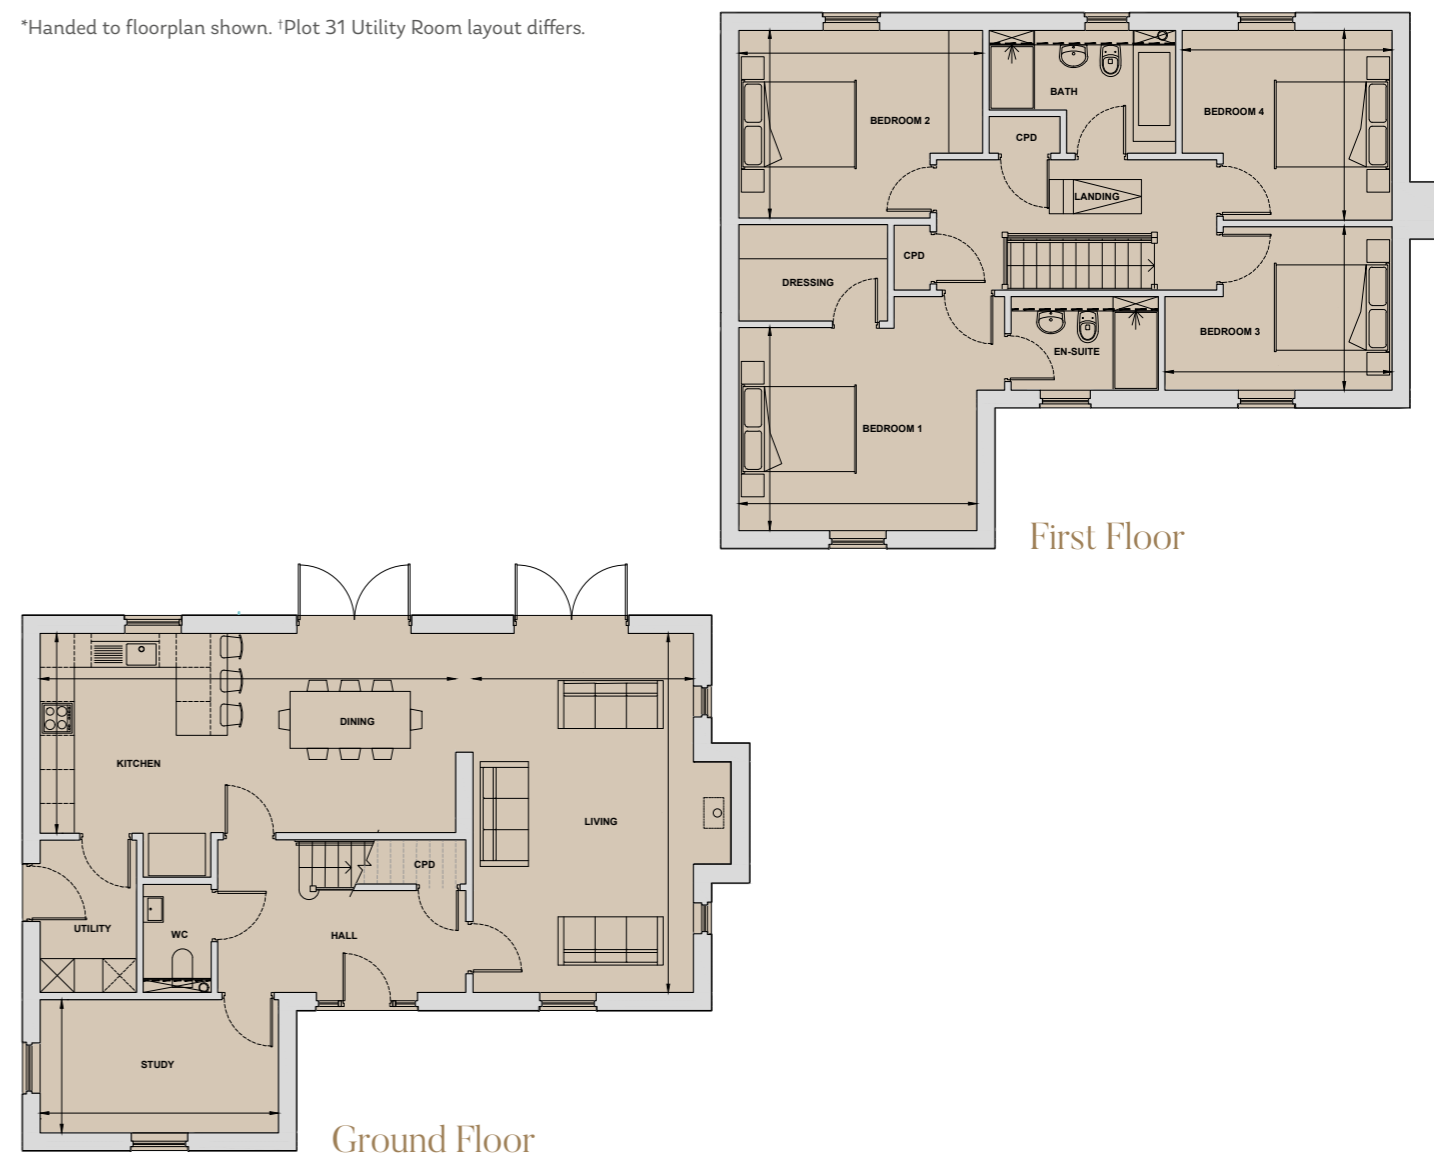 *Handed to floorplan shown. †Plot 31 Utility Room layout differs.
BEDROOM 2
BATH
CPD
BEDROOM 4
LANDING
CPD
DRESSING
BEDROOM 3
EN-SUITE
BEDROOM 1
First Floor
DINING
KITCHEN
LIVING
CPD
UTILITY
WC
HALL
STUDY
Ground Floor